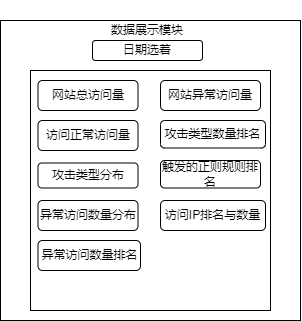 数据展示模块
日期选着
网站总访问量
网站异常访问量
访问正常访问量
攻击类型数量排名
攻击类型分布
触发的正则规则排
名
异常访问数量分布
访问IP排名与数量
异常访问数量排名